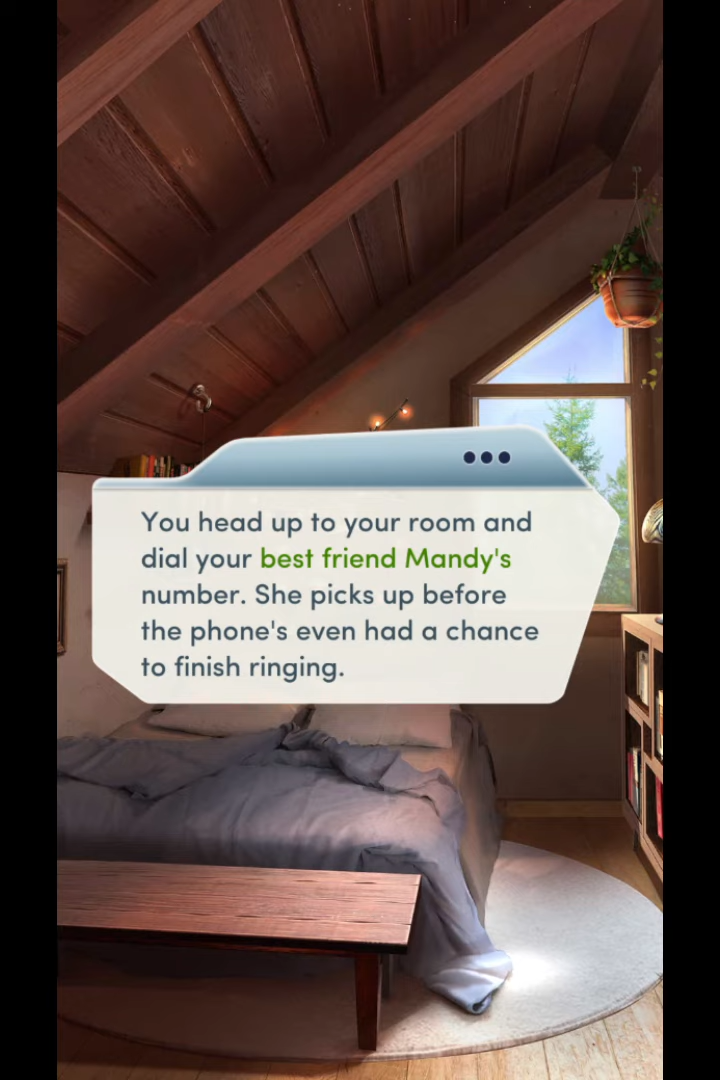 You head up to your room and
dial your best friend Mandy's
number. She picks up before
the phone's even had a chance
to finish ringing.